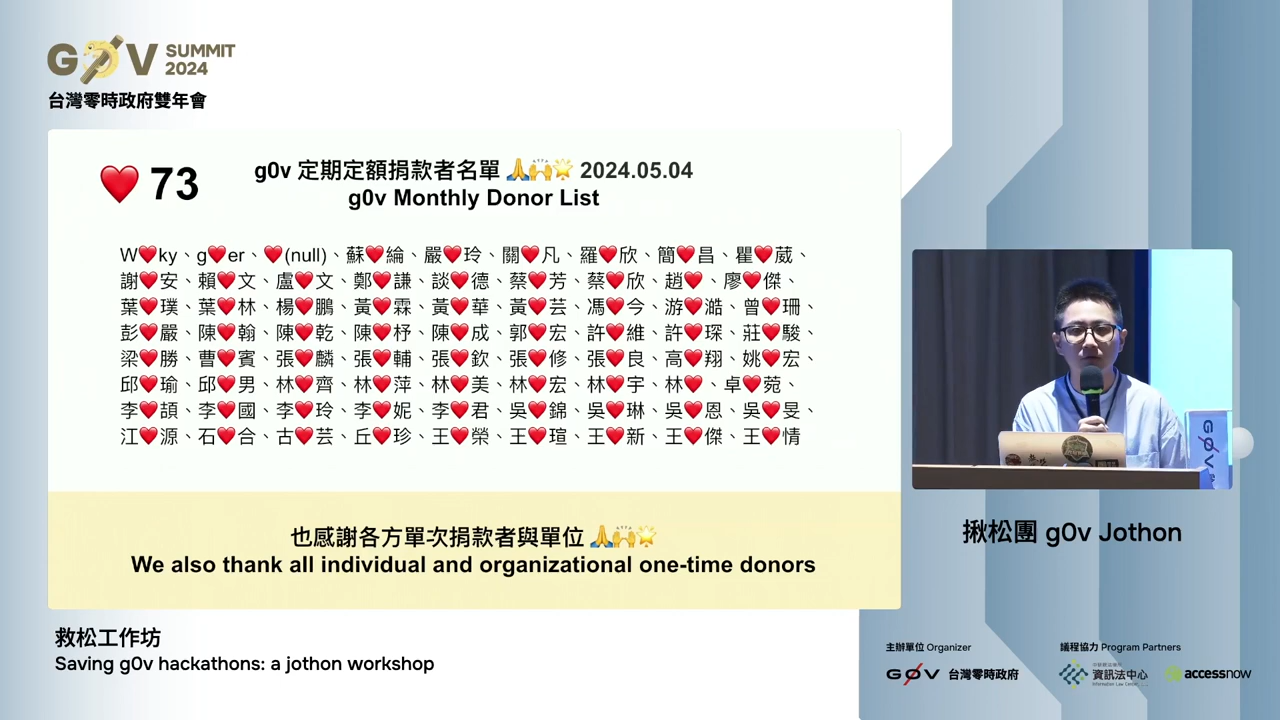 G0V SUMMIT 2024
台灣零時政府雙年會
❤️ 73
g0v 定期定額捐款者名單 🙏🙌🌟 2024.05.04
g0v Monthly Donor List
W❤️ky、g❤️er、❤️(null)、蘇❤️綸、嚴❤️玲、關❤️凡、羅❤️欣、簡❤️昌、瞿❤️葳、
謝❤️安、賴❤️文、盧❤️文、鄭❤️謙、談❤️德、蔡❤️芳、蔡❤️欣、趙❤️、廖❤️傑、
葉❤️璞、葉❤️林、楊❤️鵬、黃❤️霖、黃❤️華、黃❤️芸、馮❤️今、游❤️澔、曾❤️珊、
彭❤️嚴、陳❤️翰、陳❤️乾、陳❤️杼、陳❤️成、郭❤️宏、許❤️維、許❤️琛、莊❤️駿、
梁❤️勝、曹❤️賓、張❤️麟、張❤️輔、張❤️欽、張❤️修、張❤️良、高❤️翔、姚❤️宏、
邱❤️瑜、邱❤️男、林❤️齊、林❤️萍、林❤️美、林❤️宏、林❤️宇、林❤️、卓❤️菀、
李❤️頡、李❤️國、李❤️玲、李❤️妮、李❤️君、吳❤️錦、吳❤️琳、吳❤️恩、吳❤️旻、
江❤️源、石❤️合、古❤️芸、丘❤️珍、王❤️榮、王❤️瑄、王❤️新、王❤️傑、王❤️情
也感謝各方單次捐款者與單位 🙏🙌🌟
We also thank all individual and organizational one-time donors
G0V
揪松團 g0v Jothon
救松工作坊
Saving g0v hackathons: a jothon workshop
主辦單位 Organizer
G0V 台灣零時政府
議程協力 Program Partners
資訊法中心
Information Law Center
accessnow